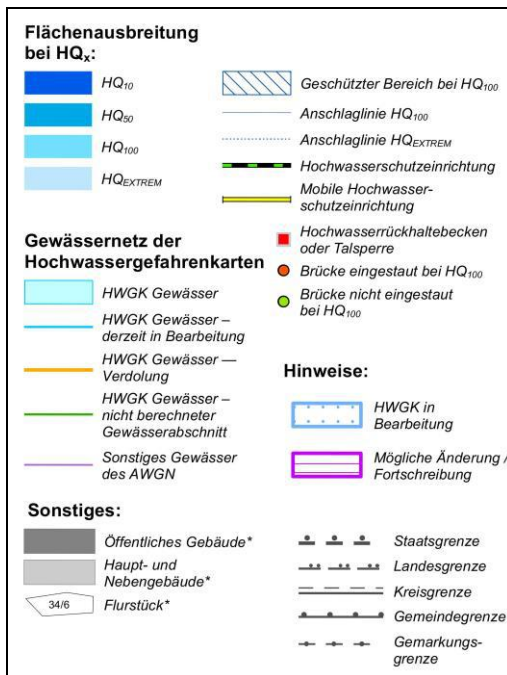 Flächenausbreitung
bei HQx:
HQ10
HQ50
HQ100
HQEXTREM
Geschützter Bereich bei HQ100
Anschlaglinie HQ100
Anschlaglinie HQEXTREM
Hochwasserschutzeinrichtung
Mobile Hochwasser-
schutzeinrichtung
Hochwasserrückhaltebecken
oder Talsperre
Brücke eingestaut bei HQ100
Brücke nicht eingestaut
bei HQ100
Gewässernetz der
Hochwassergefahrenkarten
HWGK Gewässer
HWGK Gewässer –
derzeit in Bearbeitung
HWGK Gewässer —
Verdolung
HWGK Gewässer –
nicht berechneter
Gewässerabschnitt
Sonstiges Gewässer
des AWGN
Hinweise:
HWGK in
Bearbeitung
Mögliche Änderung /
Fortschreibung
Sonstiges:
Öffentliches Gebäude*
Haupt- und
Nebengebäude*
34/6
Flurstück*
Staatsgrenze
Landesgrenze
Kreisgrenze
Gemeindegrenze
Gemarkungs-
grenze